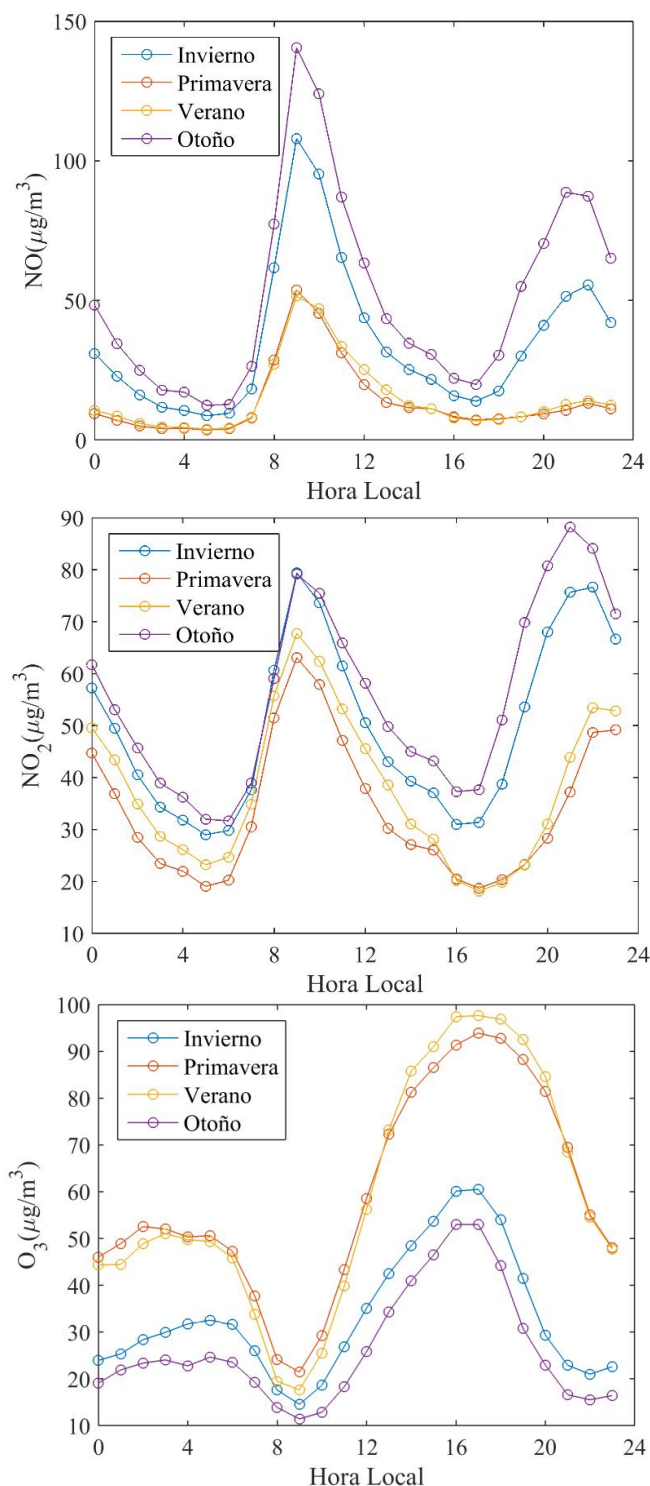 150
100
50
0
NO(μg/m³)
Invierno
Primavera
Verano
Otoño
0 4 8 12 16 20 24
Hora Local
90
80
70
60
50
40
30
20
10
NO₂(μg/m³)
Invierno
Primavera
Verano
Otoño
0 4 8 12 16 20 24
Hora Local
100
90
80
70
60
50
40
30
20
10
O₃(μg/m³)
Invierno
Primavera
Verano
Otoño
0 4 8 12 16 20 24
Hora Local